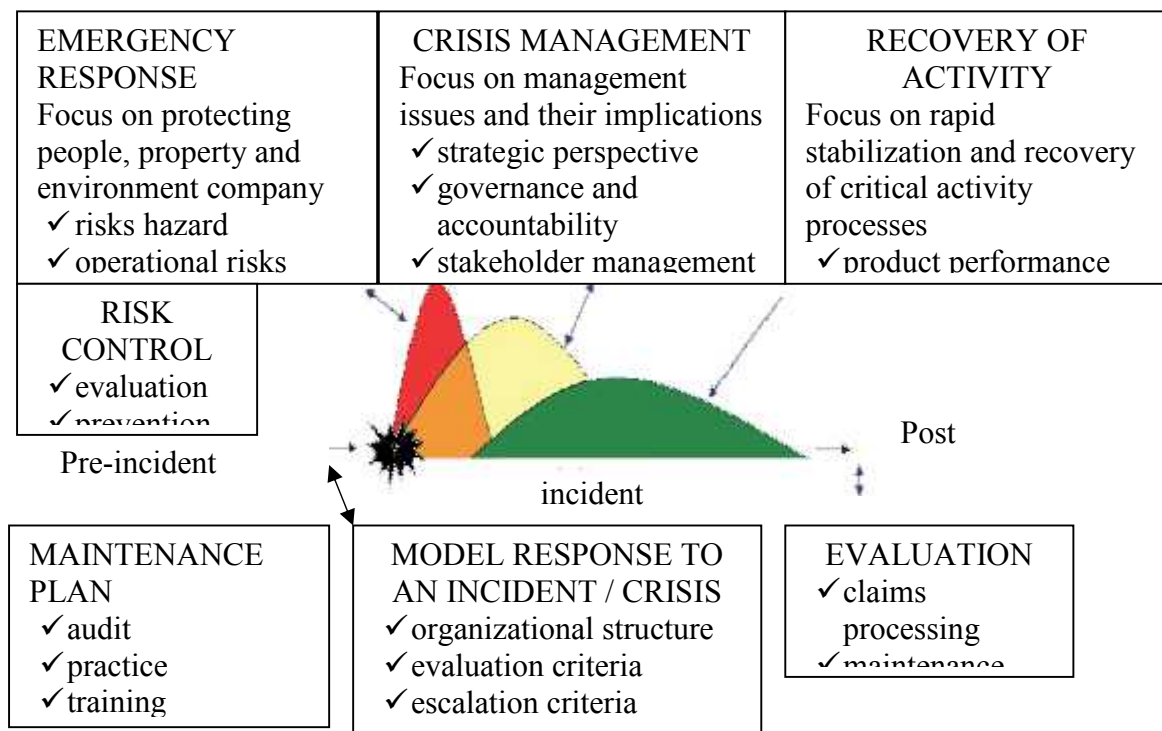 EMERGENCY
RESPONSE
Focus on protecting
people, property and
environment company
✓ risks hazard
✓ operational risks
CRISIS MANAGEMENT
Focus on management
issues and their implications
✓ strategic perspective
✓ governance and
accountability
✓ stakeholder management
RECOVERY OF
ACTIVITY
Focus on rapid
stabilization and recovery
of critical activity
processes
✓ product performance
RISK
CONTROL
✓ evaluation
✓ prevention
Pre-incident
incident
Post
MAINTENANCE
PLAN
✓ audit
✓ practice
✓ training
MODEL RESPONSE TO
AN INCIDENT / CRISIS
✓ organizational structure
✓ evaluation criteria
✓ escalation criteria
EVALUATION
✓ claims
processing
✓ maintenance